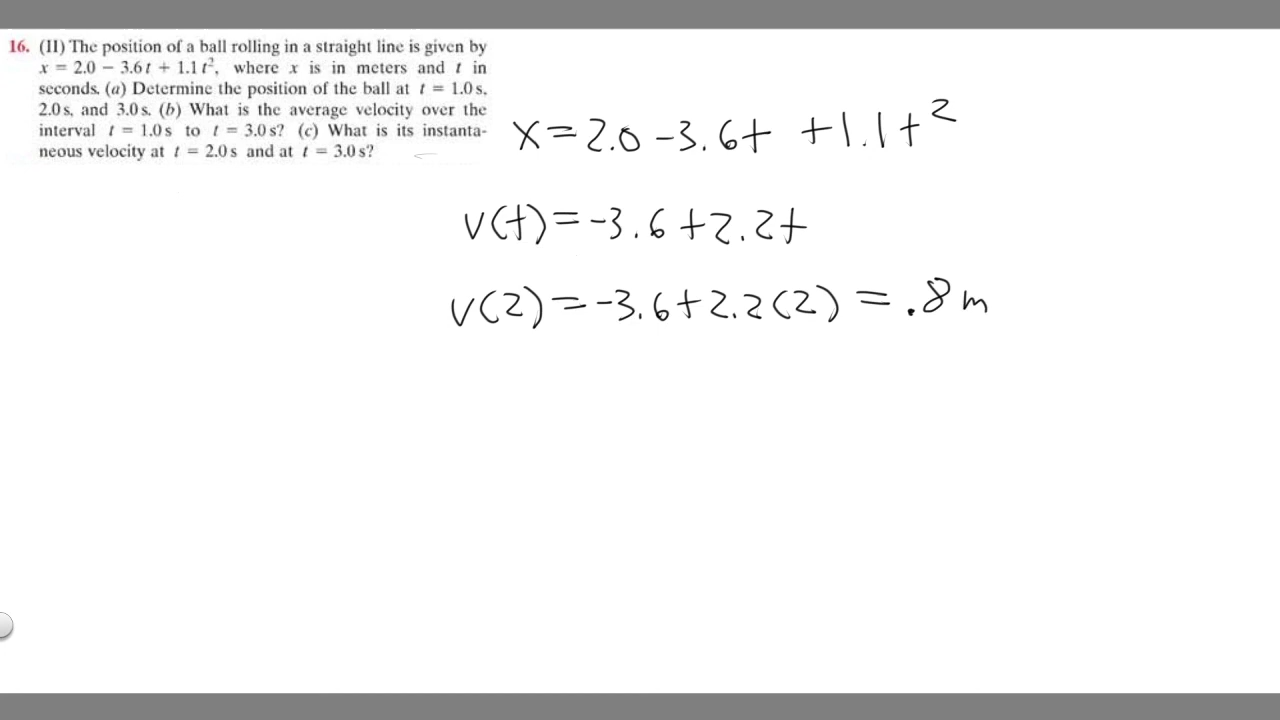 16. (II) The position of a ball rolling in a straight line is given by
x = 2.0 − 3.6t + 1.1t², where x is in meters and t in
seconds. (a) Determine the position of the ball at t = 1.0 s,
2.0 s, and 3.0 s. (b) What is the average velocity over the
interval t = 1.0 s to t = 3.0 s? (c) What is its instanta-
neous velocity at t = 2.0 s and at t = 3.0 s?
x=2.0-3.6t +1.1t²
v(t)=-3.6+2.2t
v(2)=-3.6+2.2(2)=.8m